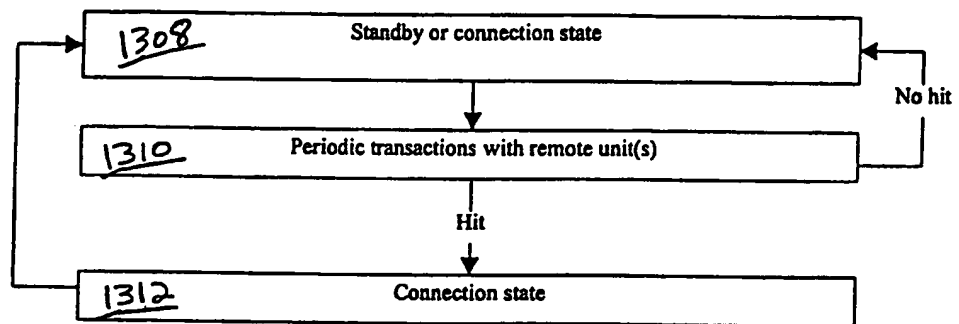 1308 Standby or connection state
No hit
1310 Periodic transactions with remote unit(s)
Hit
1312 Connection state